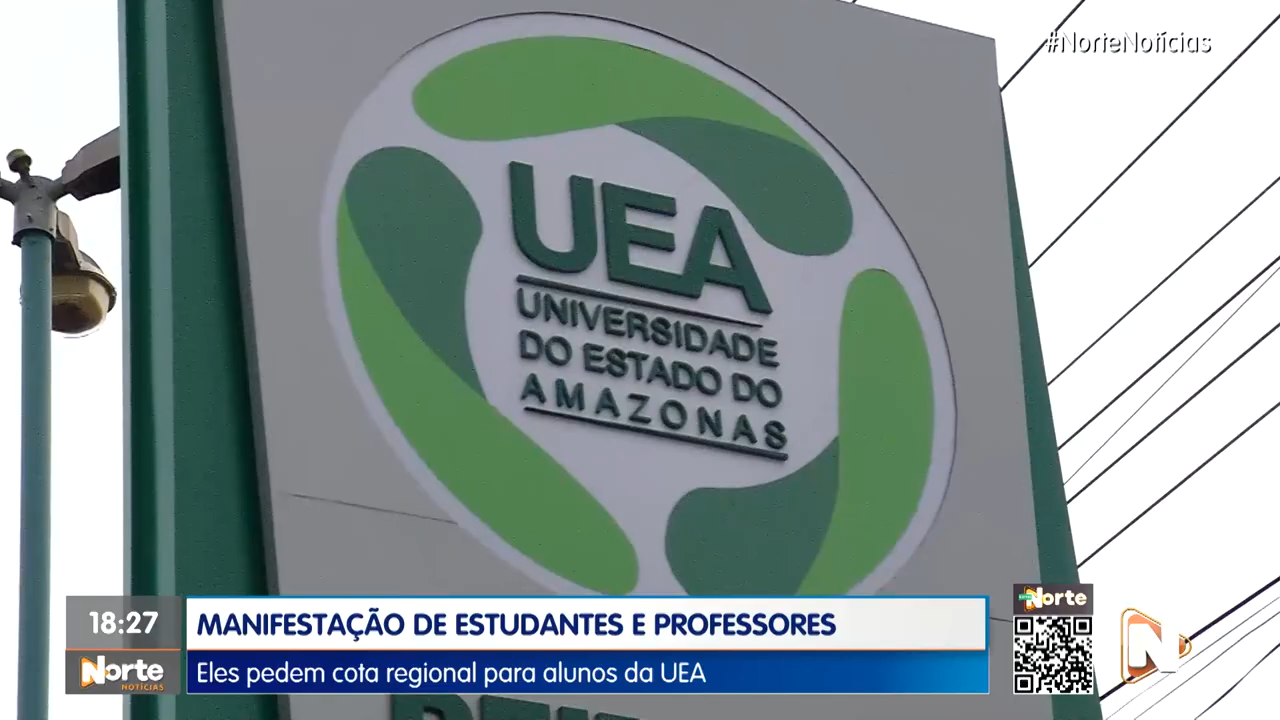 #NorteNotícias
UEA
UNIVERSIDADE
DO ESTADO DO
AMAZONAS
18:27
MANIFESTAÇÃO DE ESTUDANTES E PROFESSORES
Norte
NOTÍCIAS
Eles pedem cota regional para alunos da UEA
Norte
N